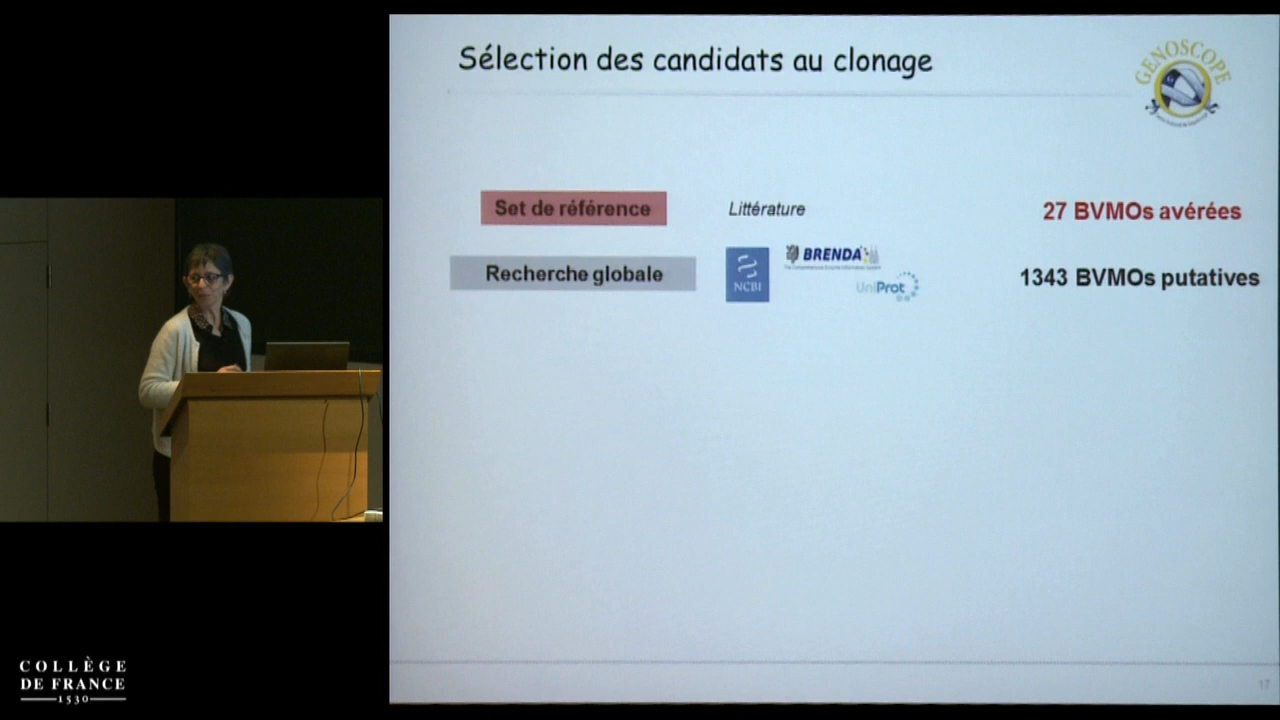 Sélection des candidats au clonage
GENOSCOPE
Set de référence
Littérature
27 BVMOs avérées
Recherche globale
NCBI
BRENDA
UniProt
1343 BVMOs putatives
17
COLLÈGE
DE FRANCE
1530